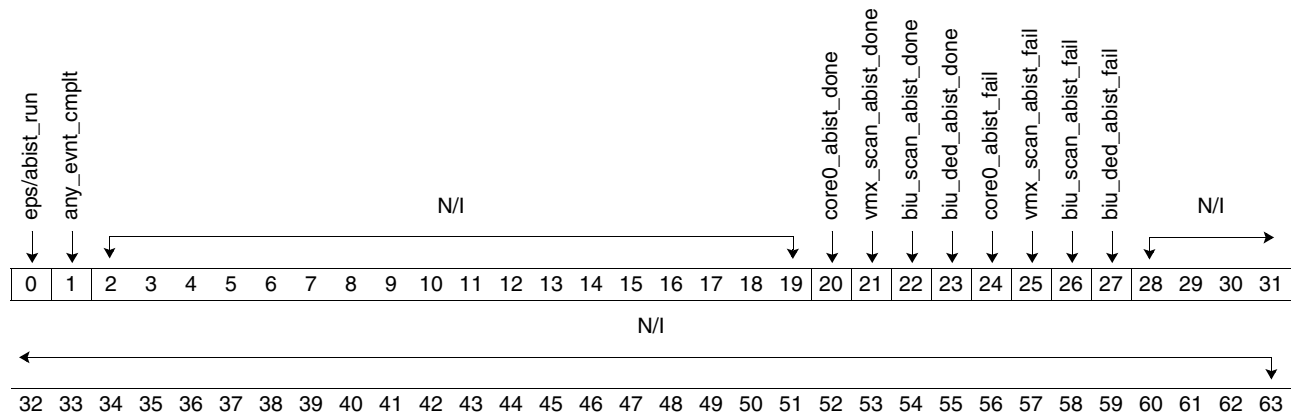 eps/abist_run
any_evnt_cmplt
N/I
core0_abist_done
vmx_scan_abist_done
biu_scan_abist_done
biu_ded_abist_done
core0_abist_fail
vmx_scan_abist_fail
biu_scan_abist_fail
biu_ded_abist_fail
N/I
0 1 2 3 4 5 6 7 8 9 10 11 12 13 14 15 16 17 18 19 20 21 22 23 24 25 26 27 28 29 30 31
N/I
32 33 34 35 36 37 38 39 40 41 42 43 44 45 46 47 48 49 50 51 52 53 54 55 56 57 58 59 60 61 62 63